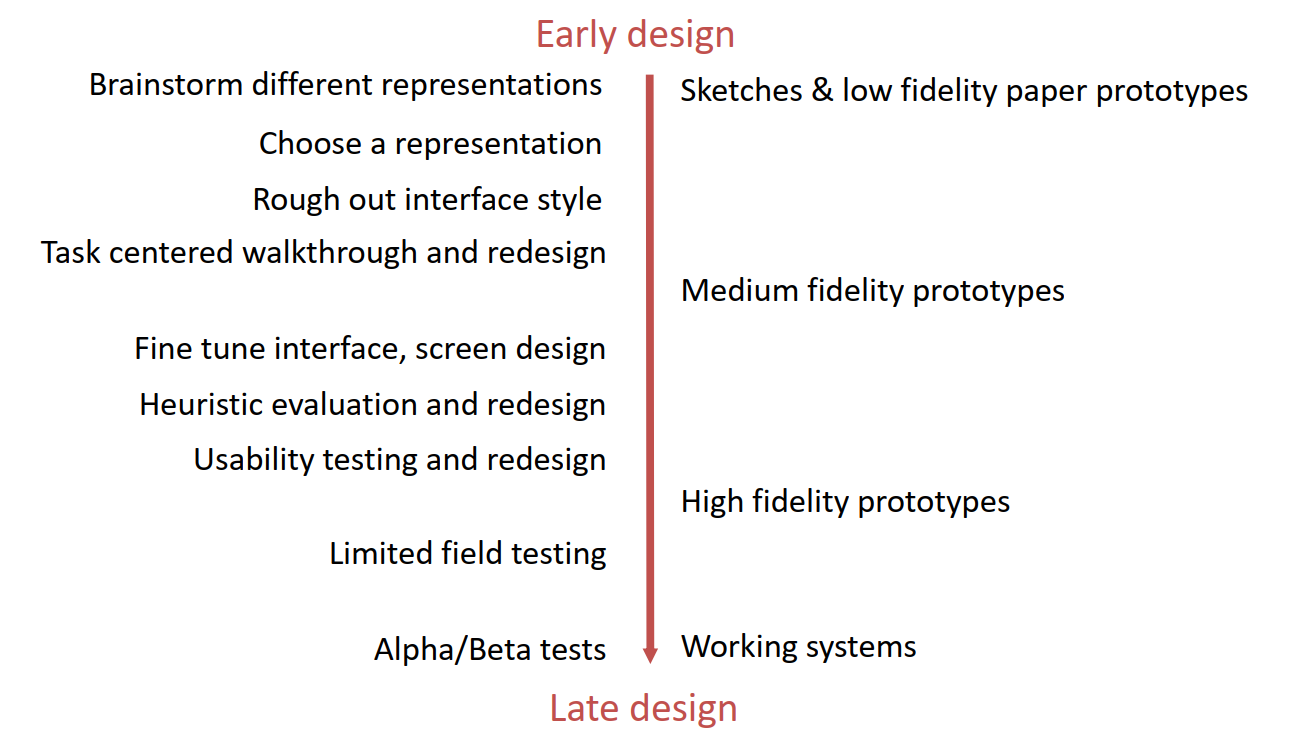 Early design
Brainstorm different representations
Sketches & low fidelity paper prototypes
Choose a representation
Rough out interface style
Task centered walkthrough and redesign
Medium fidelity prototypes
Fine tune interface, screen design
Heuristic evaluation and redesign
Usability testing and redesign
High fidelity prototypes
Limited field testing
Alpha/Beta tests
Working systems
Late design